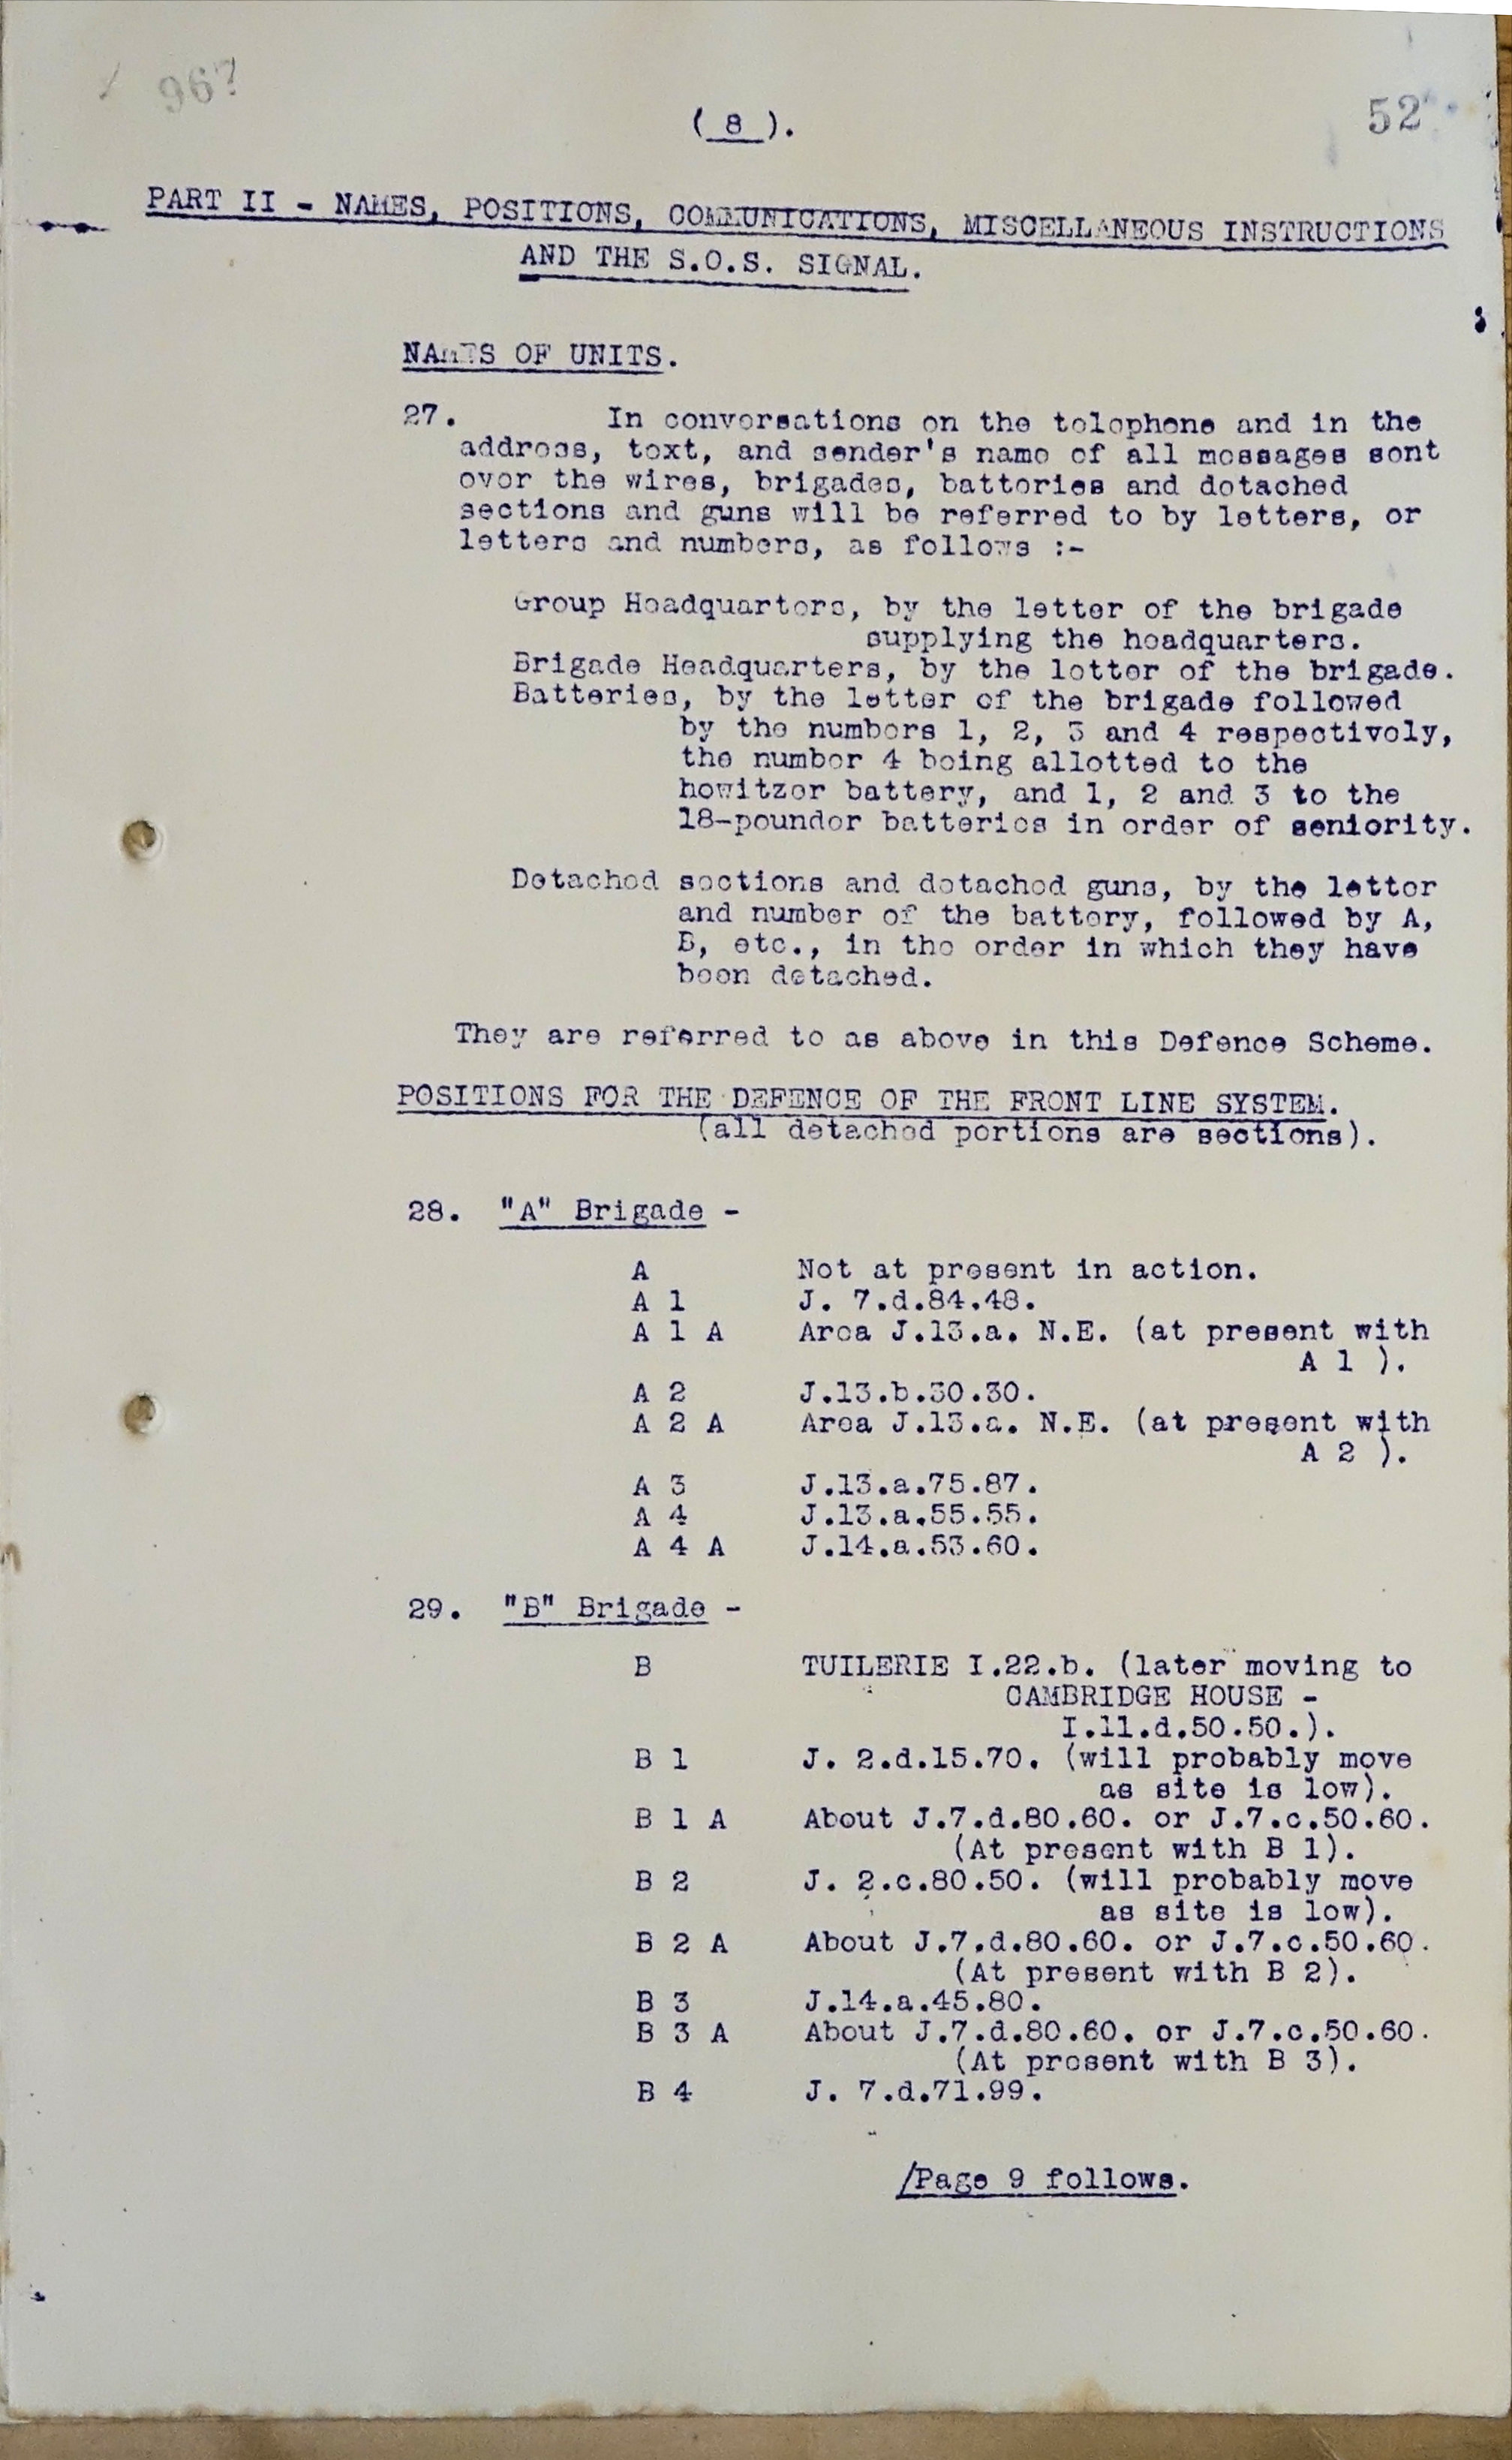 967
52
( 8 ).
PART II - NAMES, POSITIONS, COMMUNICATIONS, MISCELLANEOUS INSTRUCTIONS
AND THE S.O.S. SIGNAL.
NAMES OF UNITS.
27. In conversations on the telephone and in the
address, text, and sender's name of all messages sent
over the wires, brigades, batteries and detached
sections and guns will be referred to by letters, or
letters and numbers, as follows :-
Group Headquarters, by the letter of the brigade
supplying the headquarters.
Brigade Headquarters, by the letter of the brigade.
Batteries, by the letter of the brigade followed
by the numbers 1, 2, 3 and 4 respectively,
the number 4 being allotted to the
howitzer battery, and 1, 2 and 3 to the
18-pounder batteries in order of seniority.
Detached sections and detached guns, by the letter
and number of the battery, followed by A,
B, etc., in the order in which they have
been detached.
They are referred to as above in this Defence Scheme.
POSITIONS FOR THE DEFENCE OF THE FRONT LINE SYSTEM.
(all detached portions are sections).
28. "A" Brigade -
A Not at present in action.
A 1 J. 7.d.84.48.
A 1 A Area J.13.a. N.E. (at present with
A 1 ).
A 2 J.13.b.30.30.
A 2 A Area J.13.a. N.E. (at present with
A 2 ).
A 3 J.13.a.75.87.
A 4 J.13.a.55.55.
A 4 A J.14.a.53.60.
29. "B" Brigade -
B TUILERIE I.22.b. (later moving to
CAMBRIDGE HOUSE -
I.11.d.50.50.).
B 1 J. 2.d.15.70. (will probably move
as site is low).
B 1 A About J.7.d.80.60. or J.7.c.50.60.
(At present with B 1).
B 2 J. 2.c.80.50. (will probably move
as site is low).
B 2 A About J.7.d.80.60. or J.7.c.50.60.
(At present with B 2).
B 3 J.14.a.45.80.
B 3 A About J.7.d.80.60. or J.7.c.50.60.
(At present with B 3).
B 4 J. 7.d.71.99.
/Page 9 follows.